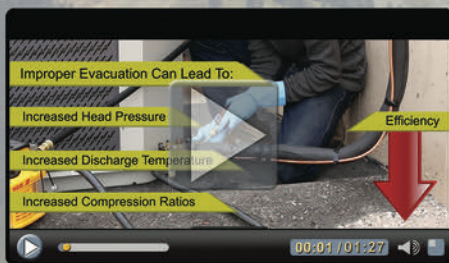 Improper Evacuation Can Lead To:
Increased Head Pressure
Efficiency
Increased Discharge Temperature
Increased Compression Ratios
00:01 / 01:27